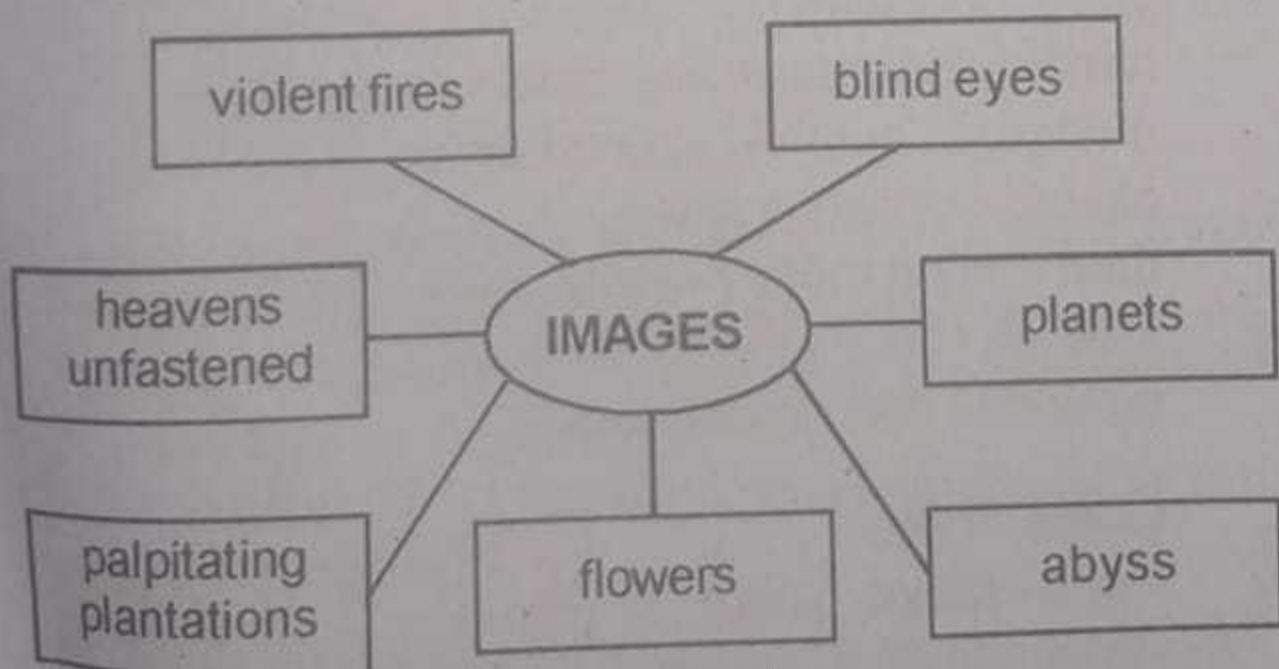 violent fires
blind eyes
heavens
unfastened
IMAGES
planets
palpitating
plantations
flowers
abyss